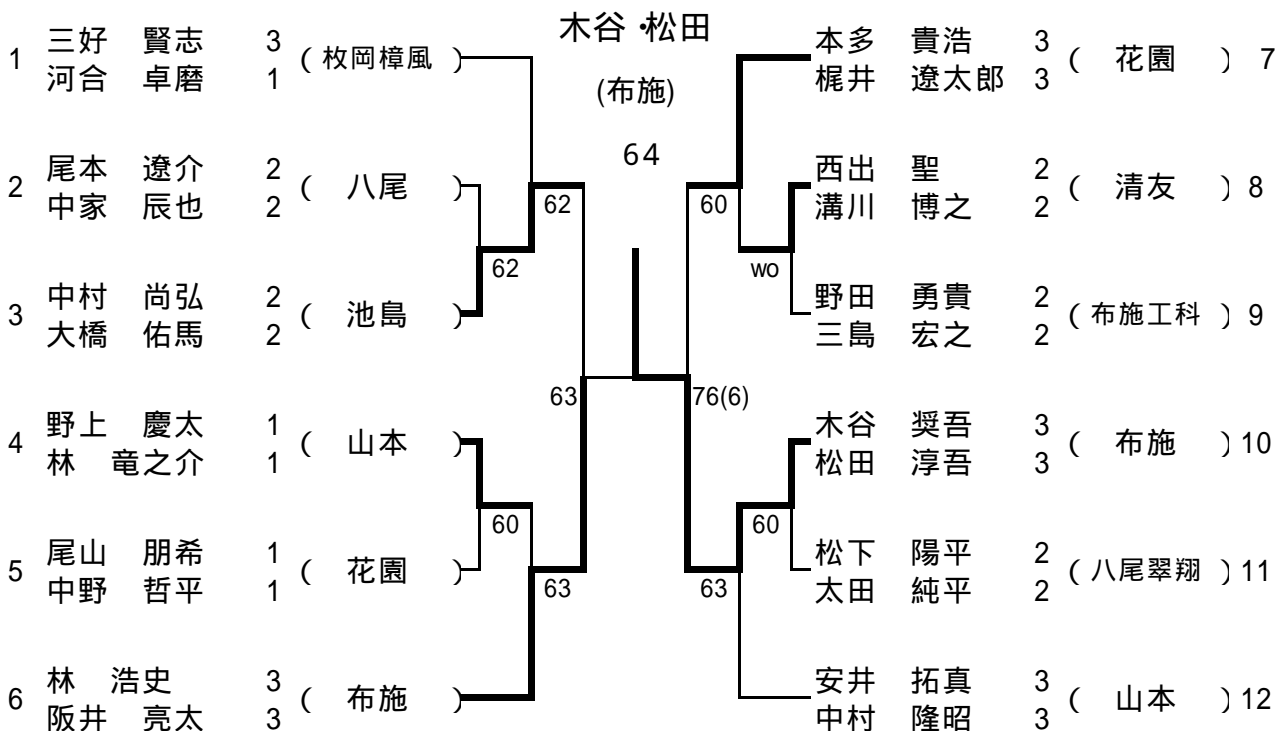 木谷・松田
(布施)
64
1 三好 賢志 3 (枚岡樟風)
河合 卓磨 1
2 尾本 遼介 2 (八尾)
中家 辰也 2
3 中村 尚弘 2 (池島)
大橋 佑馬 2
4 野上 慶太 1 (山本)
林 竜之介 1
5 尾山 朋希 1 (花園)
中野 哲平 1
6 林 浩史 3 (布施)
阪井 亮太 3
62
62
63
60
63
本多 貴浩 3 (花園) 7
梶井 遼太郎 3
西出 聖 2 (清友) 8
溝川 博之 2
野田 勇貴 2 (布施工科) 9
三島 宏之 2
木谷 奨吾 3 (布施) 10
松田 淳吾 3
松下 陽平 2 (八尾翠翔) 11
太田 純平 2
安井 拓真 3 (山本) 12
中村 隆昭 3
60
wo
76(6)
60
63